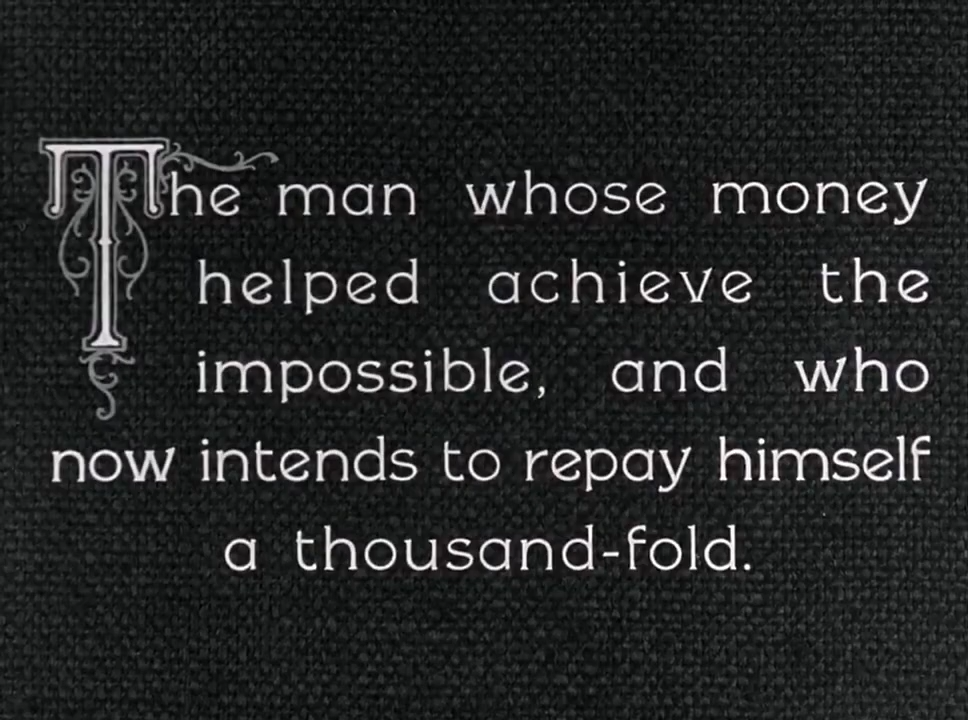 The man whose money
helped achieve the
impossible, and who
now intends to repay himself
a thousand-fold.